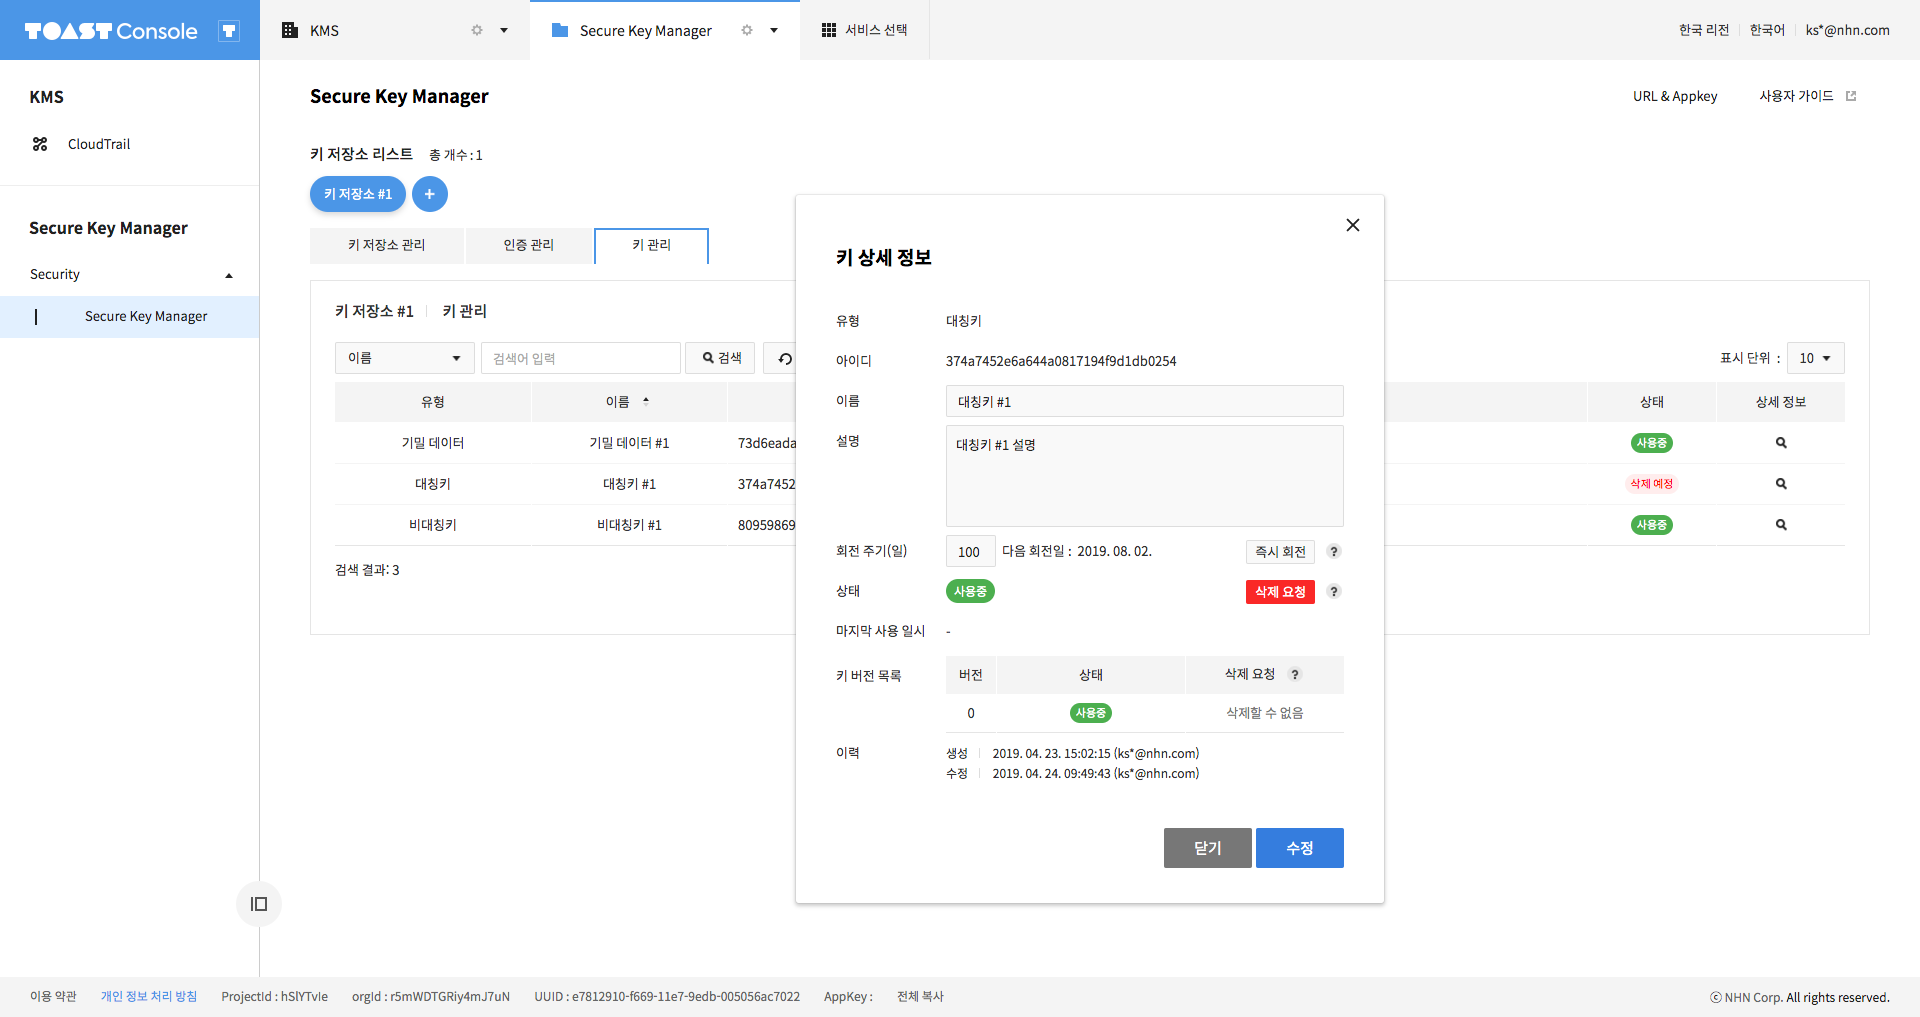 TOAST Console
KMS
Secure Key Manager
서비스 선택
한국 리전
한국어
ks*@nhn.com
KMS
CloudTrail
Secure Key Manager
Security
Secure Key Manager
Secure Key Manager
URL & Appkey
사용자 가이드
키 저장소 리스트 총 개수 : 1
키 저장소 #1
+
키 저장소 관리
인증 관리
키 관리
키 저장소 #1 키 관리
이름
검색어 입력
검색
표시 단위 : 10
유형 이름 상태 상세 정보
기밀 데이터 기밀 데이터 #1 73d6eada 사용중
대칭키 대칭키 #1 374a7452 삭제 예정
비대칭키 비대칭키 #1 80959869 사용중
검색 결과: 3
키 상세 정보
유형 대칭키
아이디 374a7452e6a644a0817194f9d1db0254
이름 대칭키 #1
설명 대칭키 #1 설명
회전 주기(일) 100 다음 회전일 : 2019. 08. 02. 즉시 회전 ?
상태 사용중 삭제 요청 ?
마지막 사용 일시 -
키 버전 목록 버전 상태 삭제 요청 ?
0 사용중 삭제할 수 없음
이력 생성 2019. 04. 23. 15:02:15 (ks*@nhn.com)
수정 2019. 04. 24. 09:49:43 (ks*@nhn.com)
닫기 수정
이용 약관 개인 정보 처리 방침 ProjectId : hSlYTvIe orgId : r5mWDTGRiy4mJ7uN UUID : e7812910-f669-11e7-9edb-005056ac7022 AppKey : 전체 복사
ⓒ NHN Corp. All rights reserved.